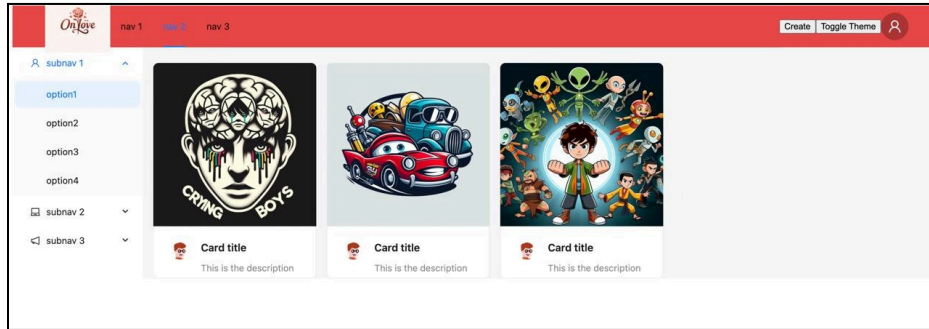 OnLove
nav 1
nav 2
nav 3
Create
Toggle Theme
subnav 1
option1
option2
option3
option4
subnav 2
subnav 3
CRYING BOYS
Card title
This is the description
Card title
This is the description
Card title
This is the description